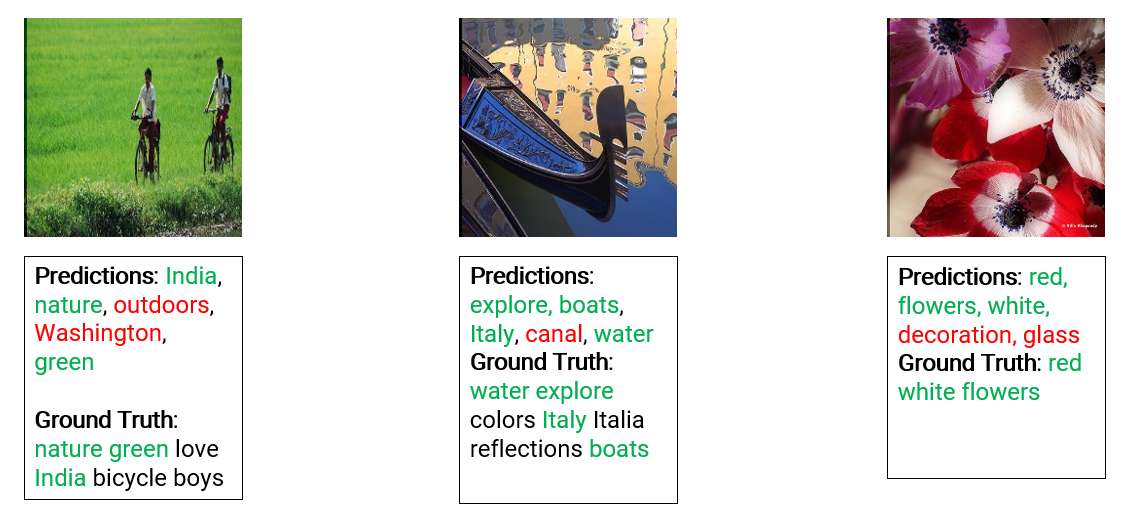 Predictions: India,
nature, outdoors,
Washington,
green
Ground Truth:
nature green love
India bicycle boys
Predictions:
explore, boats,
Italy, canal, water
Ground Truth:
water explore
colors Italy Italia
reflections boats
Predictions: red,
flowers, white,
decoration, glass
Ground Truth: red
white flowers